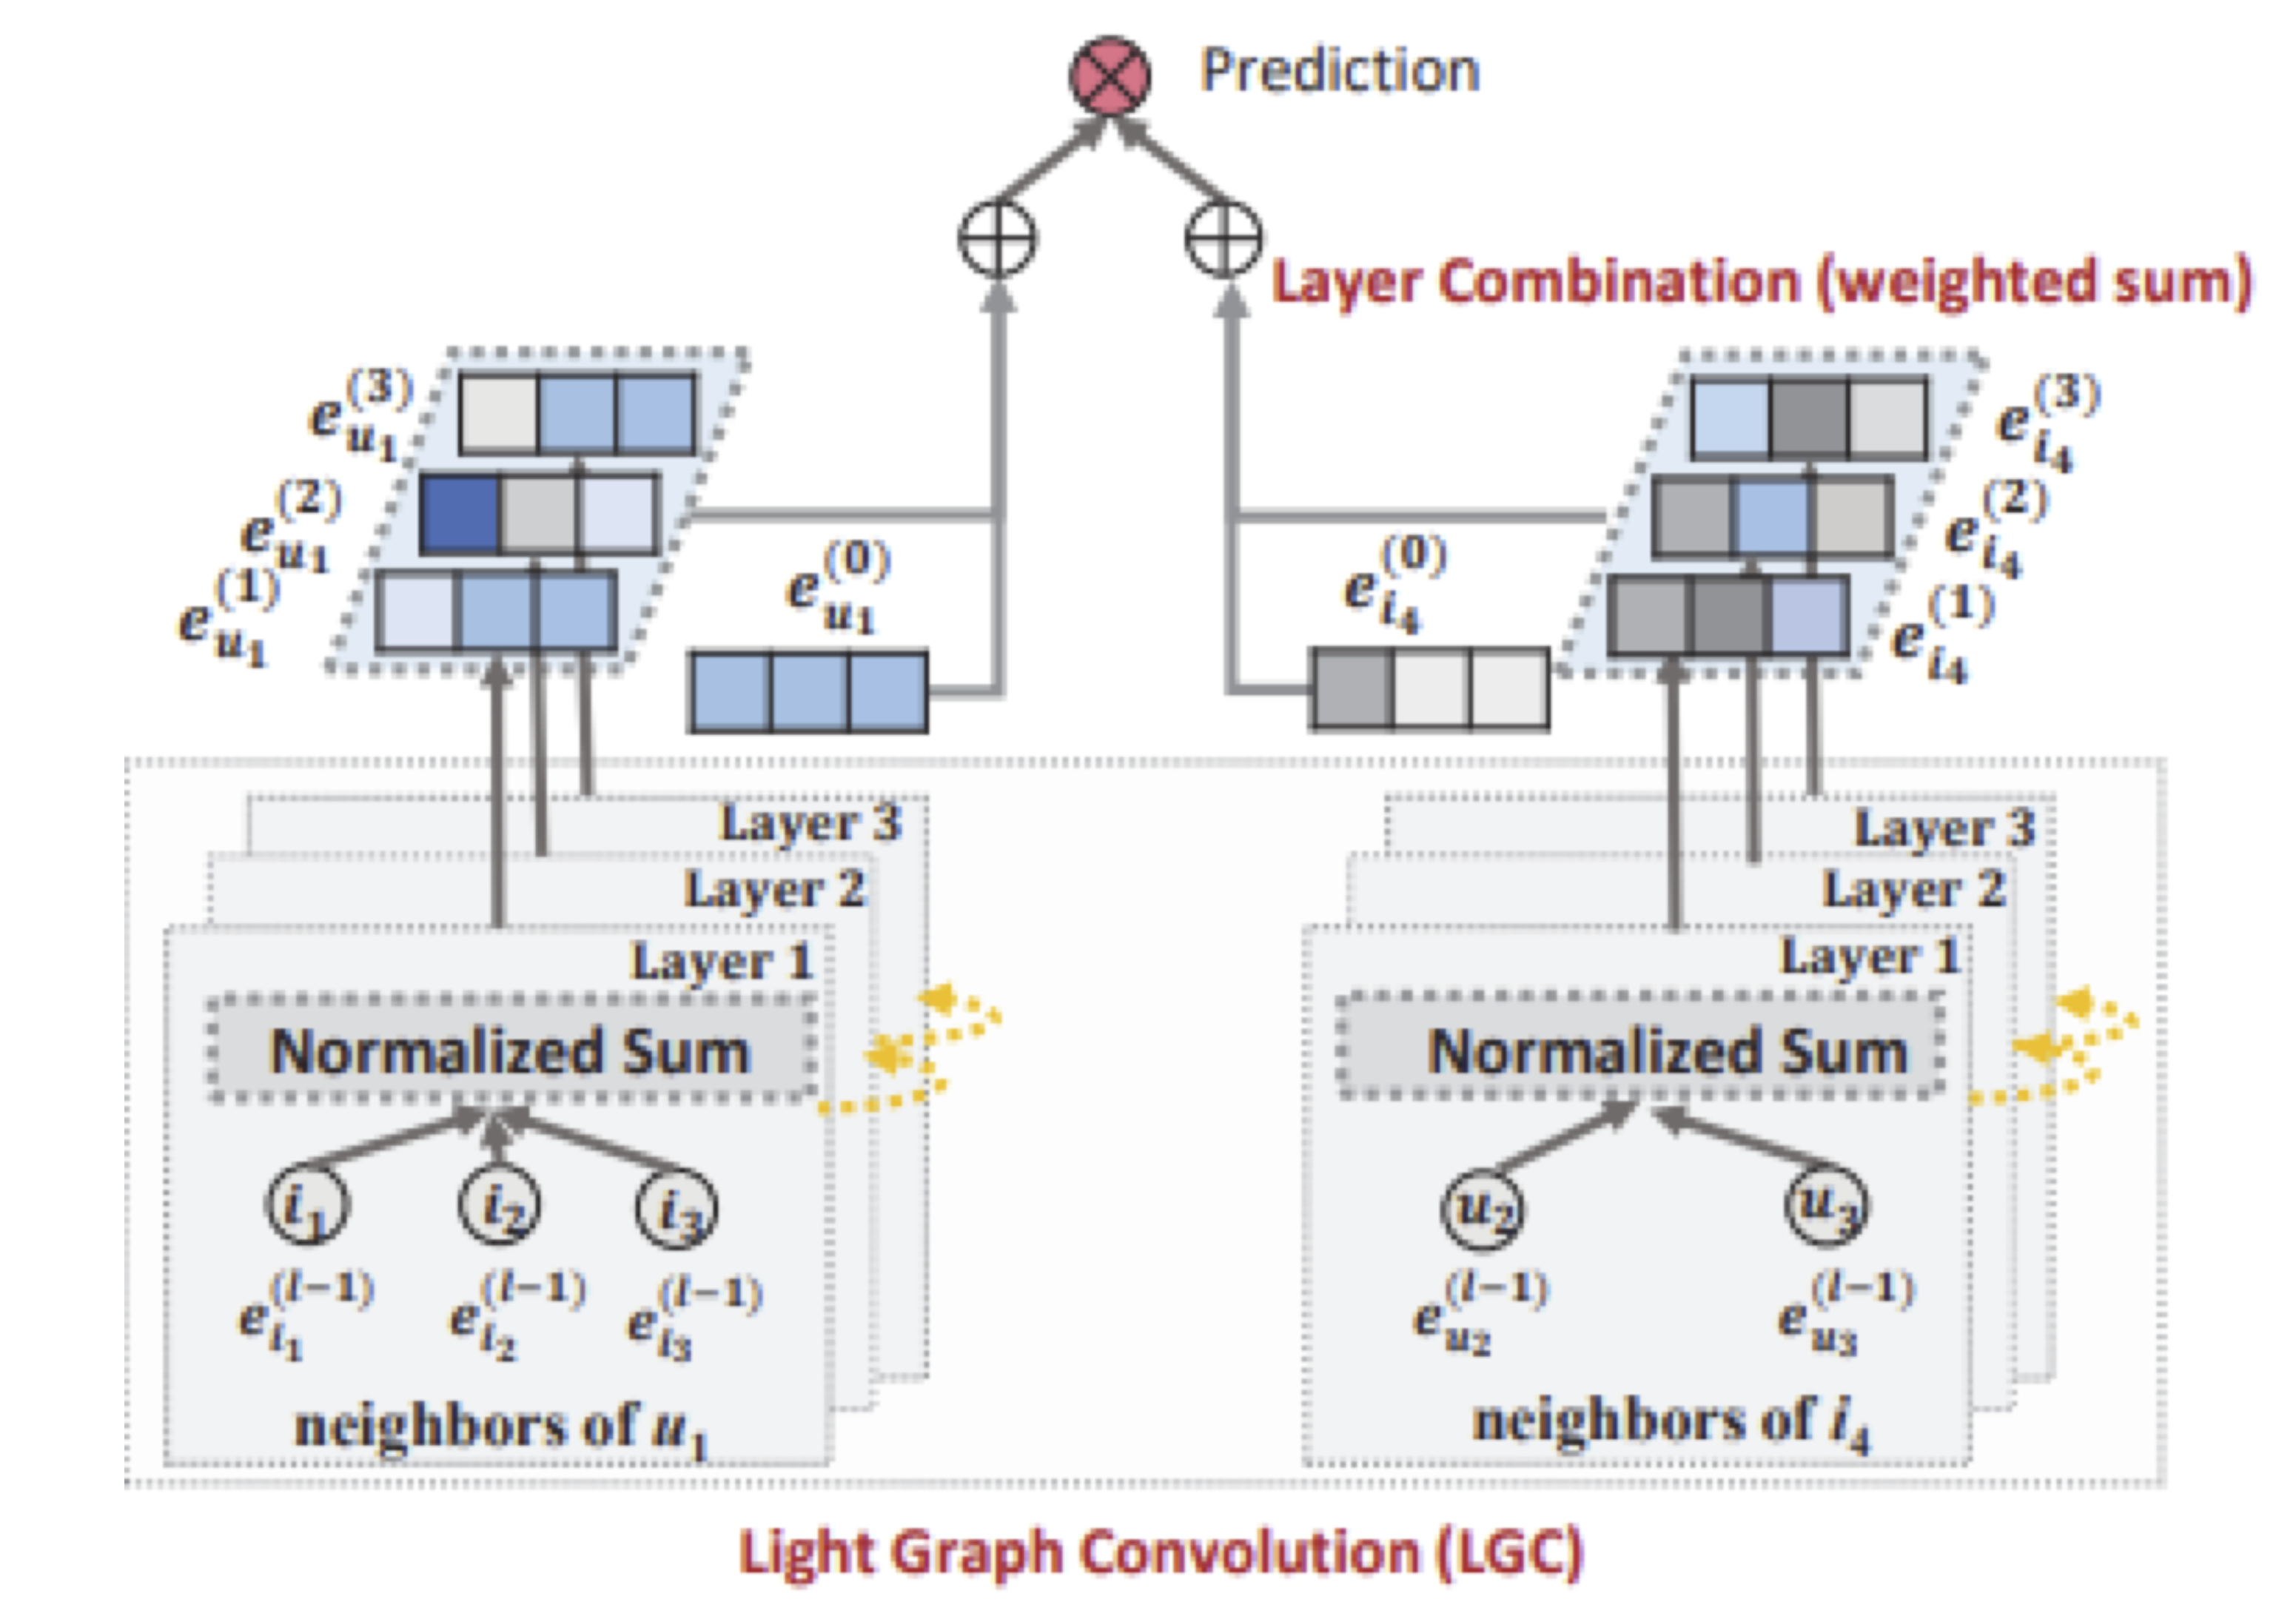 Prediction
Layer Combination (weighted sum)
e_{u_1}^{(3)}
e_{u_1}^{(2)}
e_{u_1}^{(1)}
e_{u_1}^{(0)}
e_{i_4}^{(0)}
e_{i_4}^{(3)}
e_{i_4}^{(2)}
e_{i_4}^{(1)}
Layer 3
Layer 2
Layer 1
Normalized Sum
i_1 i_2 i_3
e_{i_1}^{(l-1)} e_{i_2}^{(l-1)} e_{i_3}^{(l-1)}
neighbors of u_1
Layer 3
Layer 2
Layer 1
Normalized Sum
u_2 u_3
e_{u_2}^{(l-1)} e_{u_3}^{(l-1)}
neighbors of i_4
Light Graph Convolution (LGC)